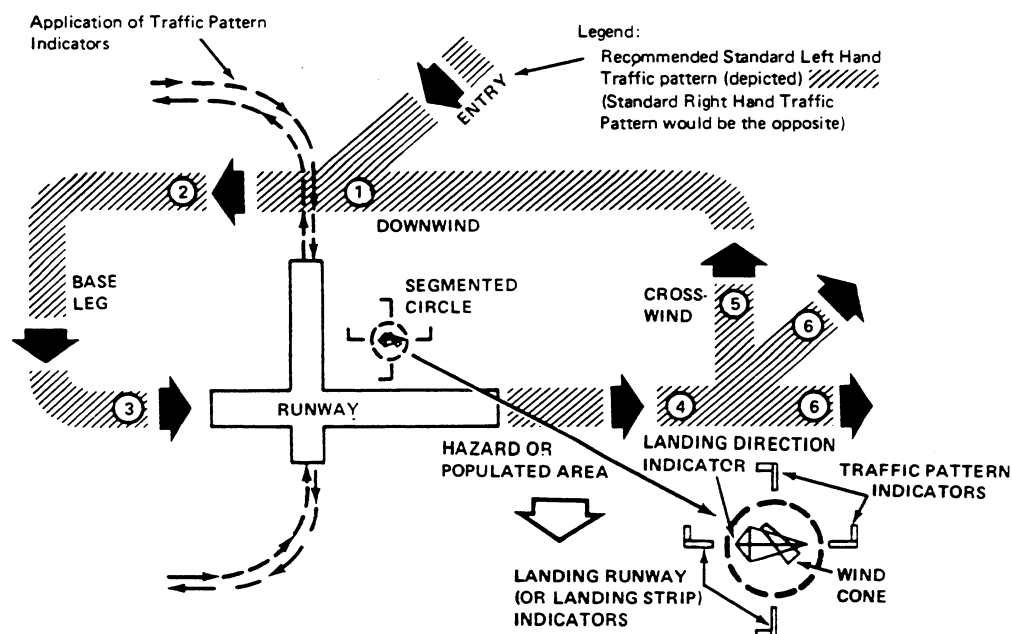 Application of Traffic Pattern
Indicators
Legend:
Recommended Standard Left Hand
Traffic pattern (depicted)
(Standard Right Hand Traffic
Pattern would be the opposite)
ENTRY
2
1
DOWNWIND
BASE
LEG
SEGMENTED
CIRCLE
CROSS-
WIND
5
6
3
RUNWAY
4
6
HAZARD OR
POPULATED AREA
LANDING DIRECTION
INDICATOR
TRAFFIC PATTERN
INDICATORS
LANDING RUNWAY
(OR LANDING STRIP)
INDICATORS
WIND
CONE